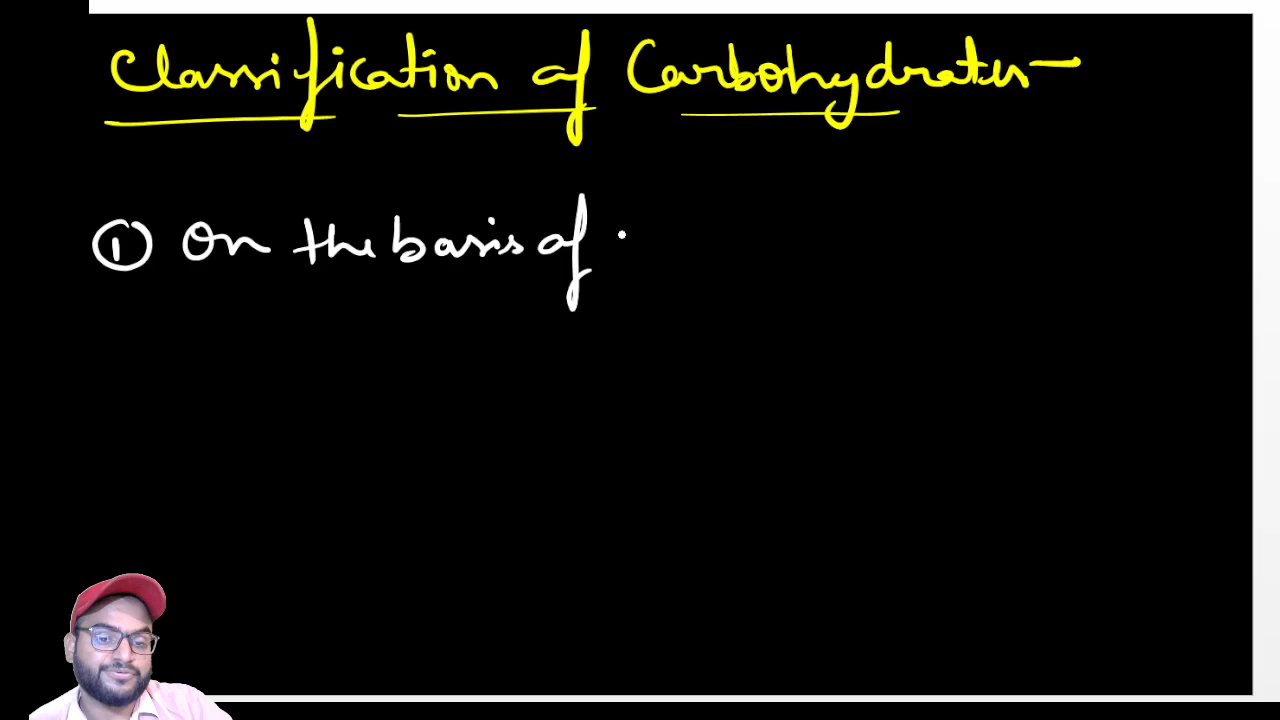 Classification of Carbohydrates-
① On the basis of